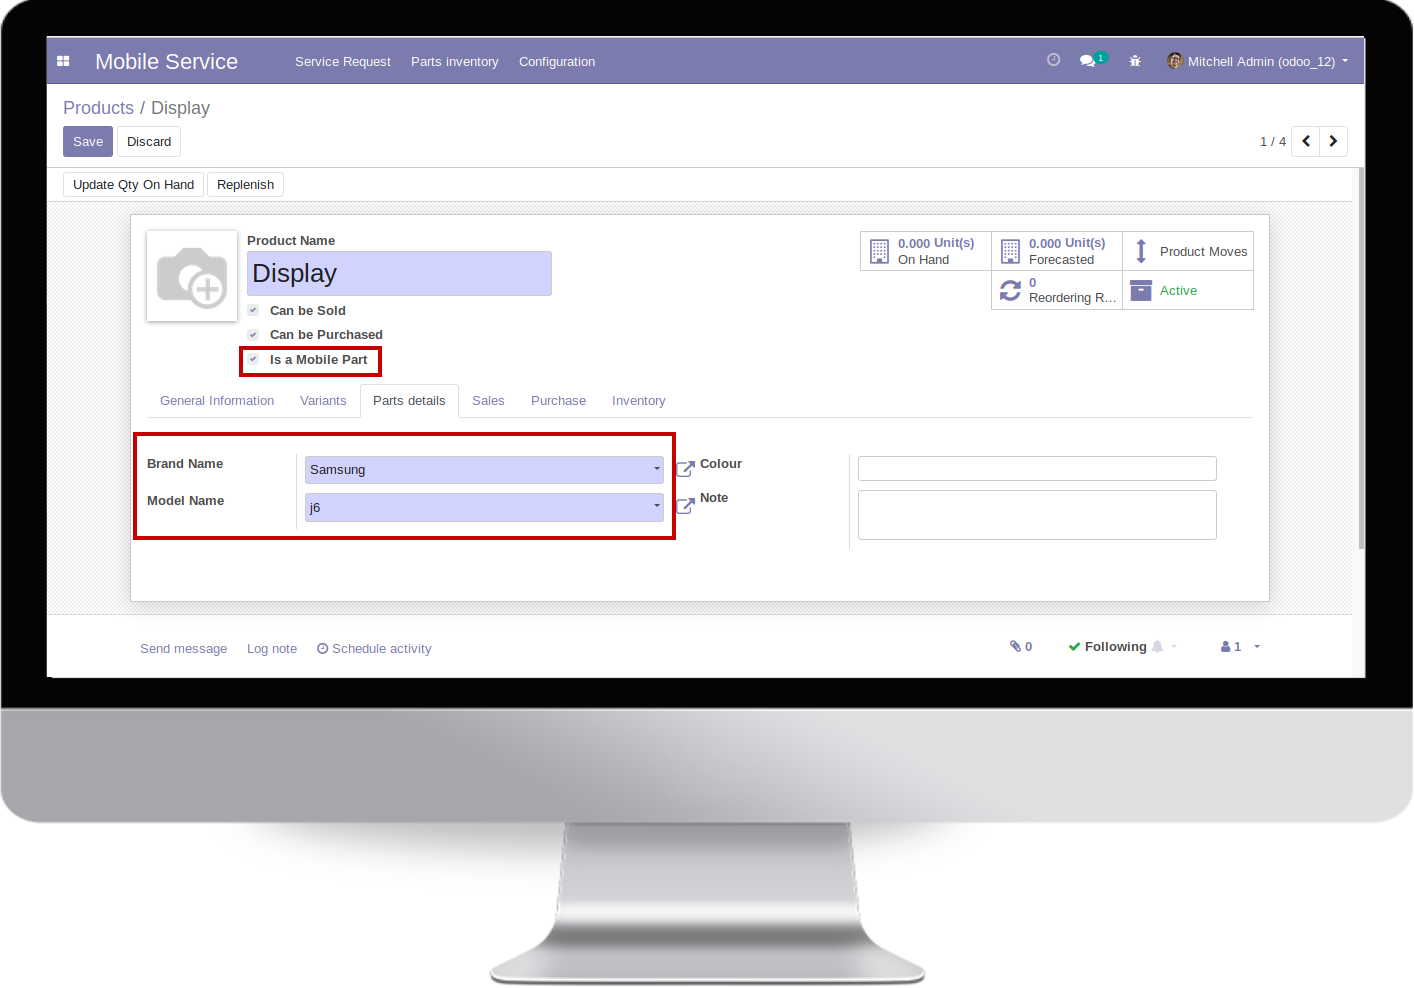 Mobile Service Service Request Parts inventory Configuration 1 Mitchell Admin (odoo_12)
Products / Display
Save Discard 1 / 4
Update Qty On Hand Replenish
Product Name
Display
Can be Sold
Can be Purchased
Is a Mobile Part
0.000 Unit(s)
On Hand
0.000 Unit(s)
Forecasted
Product Moves
0
Reordering R...
Active
General Information Variants Parts details Sales Purchase Inventory
Brand Name Samsung
Model Name j6
Colour
Note
Send message Log note Schedule activity 0 Following 1